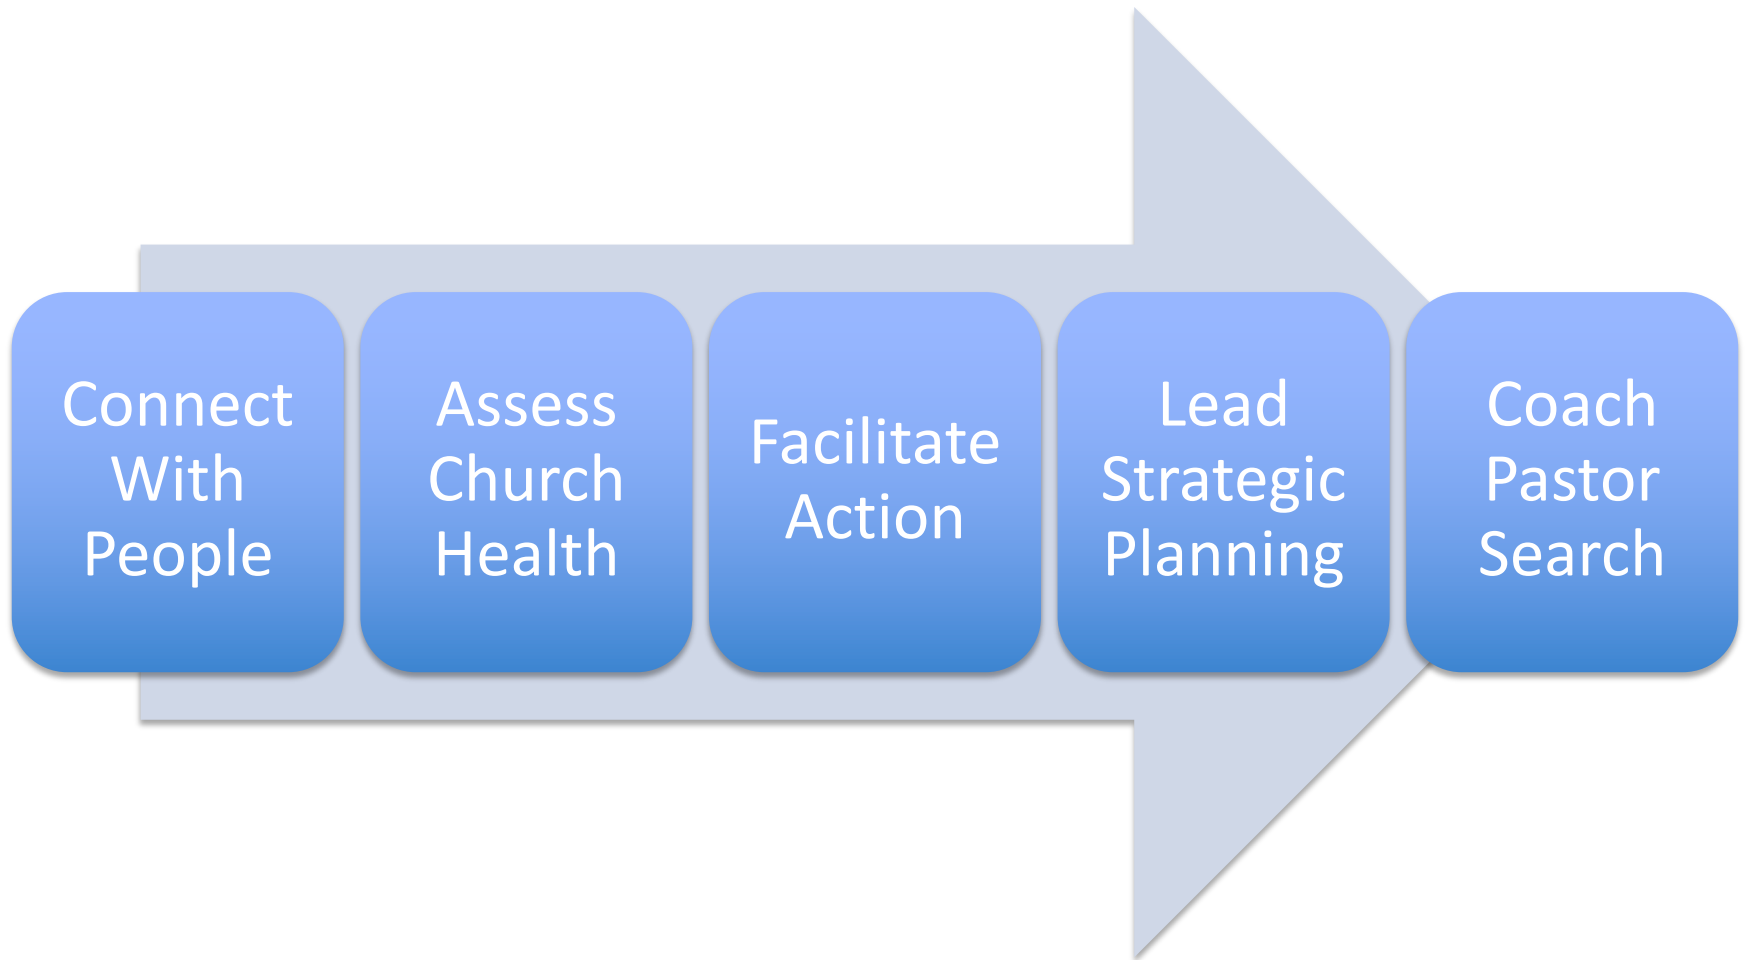 Connect
With
People
Assess
Church
Health
Facilitate
Action
Lead
Strategic
Planning
Coach
Pastor
Search